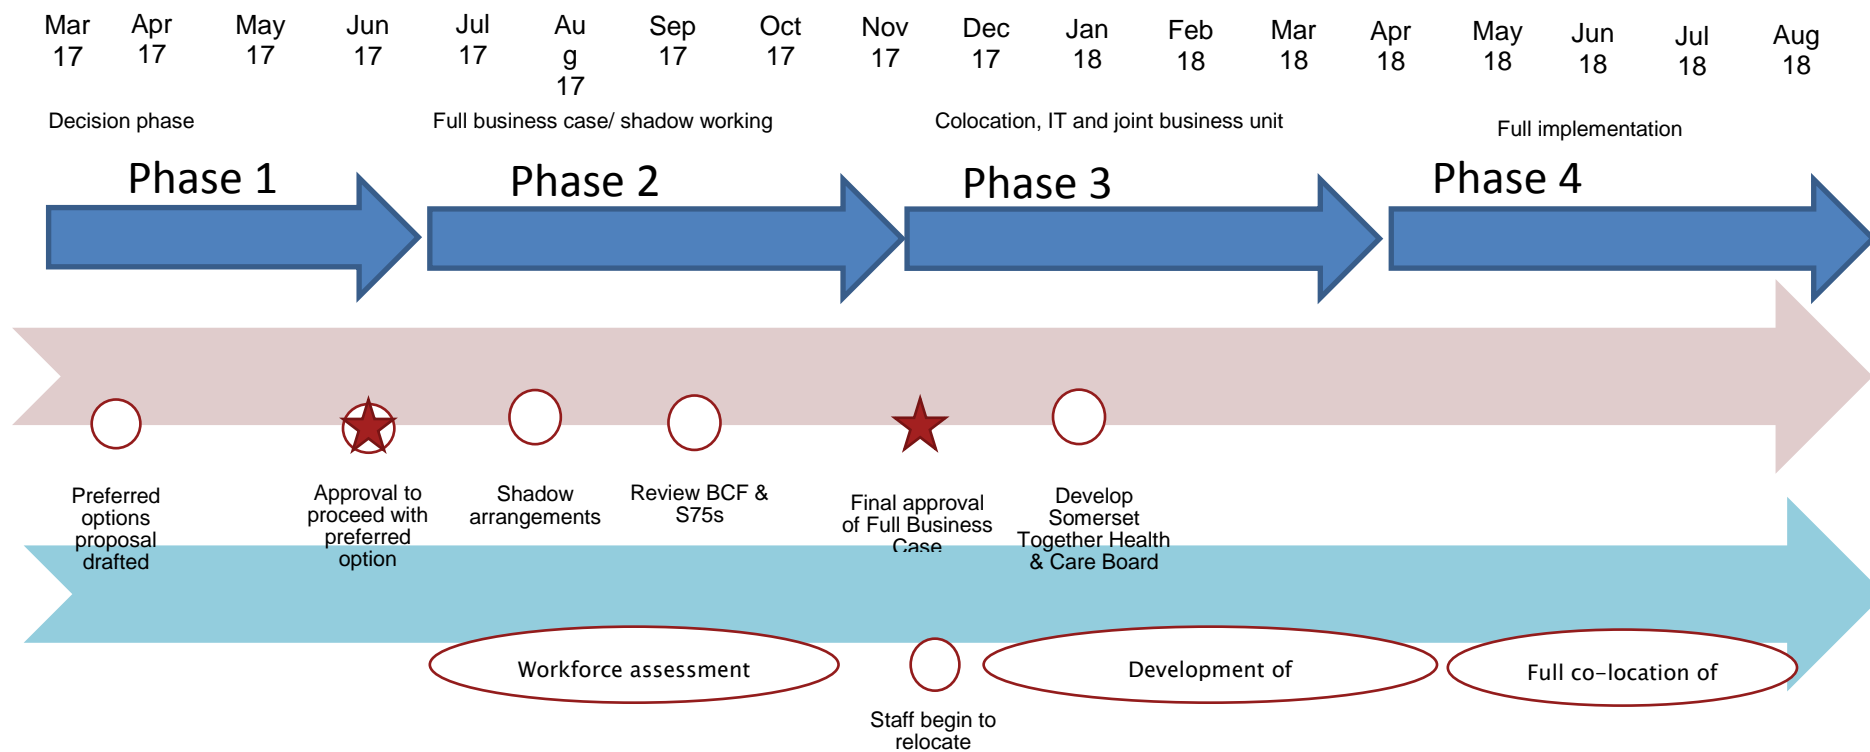 Mar Apr May Jun Jul Au Sep Oct Nov Dec Jan Feb Mar Apr May Jun Jul Aug
17 17 17 17 17 g 17 17 17 17 18 18 18 18 18 18 18 18
17
Decision phase
Full business case/ shadow working
Colocation, IT and joint business unit
Full implementation
Phase 1
Phase 2
Phase 3
Phase 4
Preferred
options
proposal
drafted
Approval to
proceed with
preferred
option
Shadow
arrangements
Review BCF &
S75s
Final approval
of Full Business
Case
Develop
Somerset
Together Health
& Care Board
Workforce assessment
Development of
Full co-location of
Staff begin to
relocate